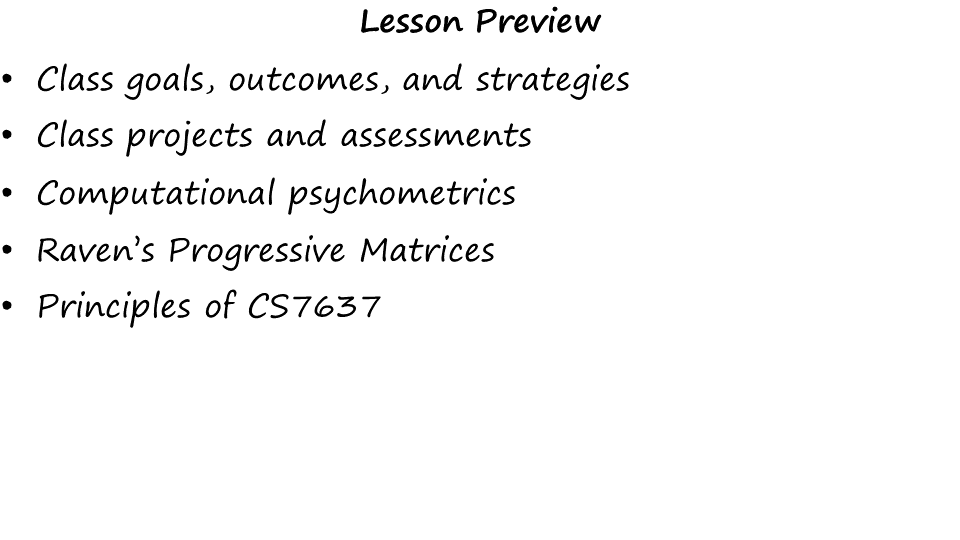 Lesson Preview
• Class goals, outcomes, and strategies
• Class projects and assessments
• Computational psychometrics
• Raven’s Progressive Matrices
• Principles of CS7637